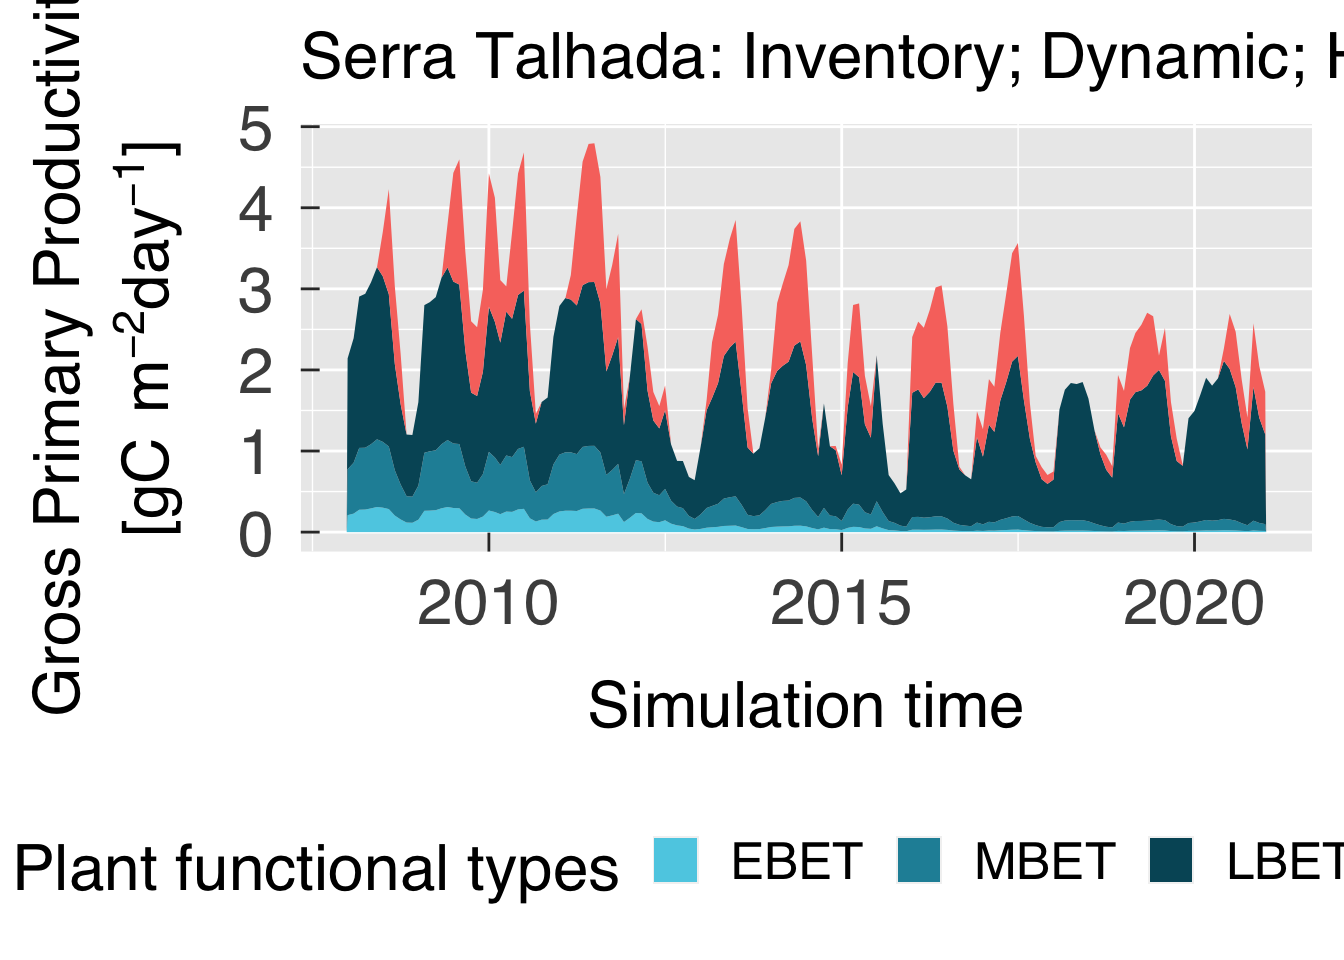 Serra Talhada: Inventory; Dynamic;
Gross Primary
[gC m⁻²day⁻¹]
5
4
3
2
1
0
2010 2015 2020
Simulation time
Plant functional types EBET MBET LBET